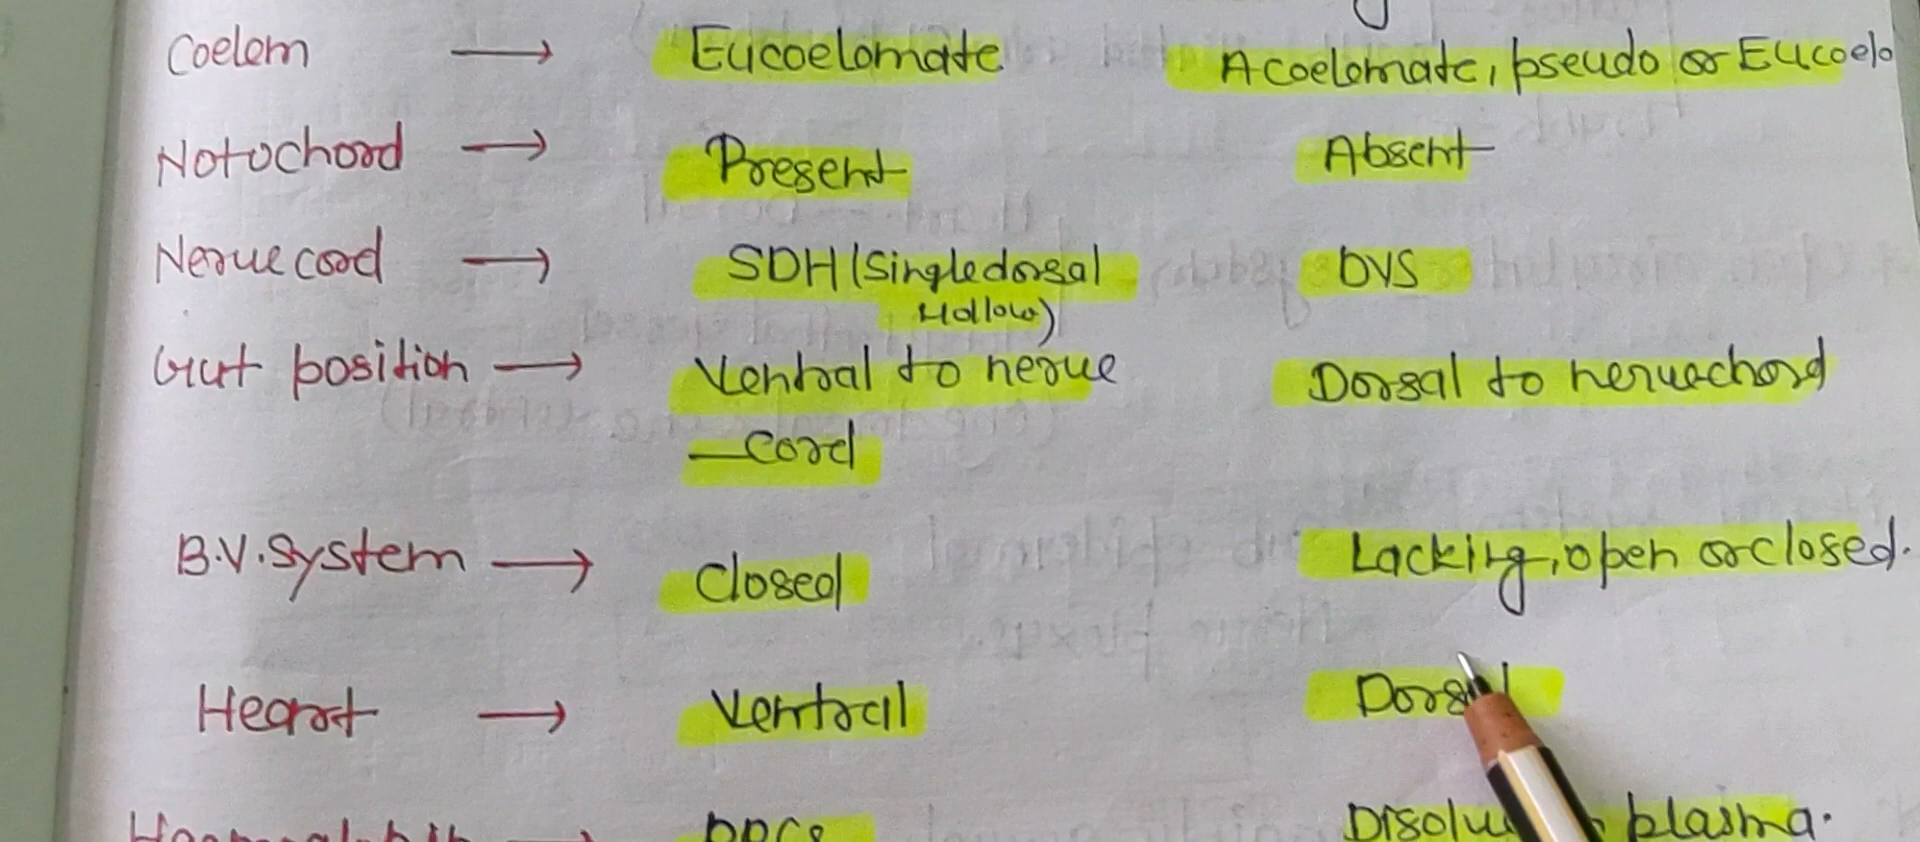 Coelom → Eucoelomate Acoelomate, pseudo or Eucoelo
Notochord → Present Absent
Nerve cord → SDH (Single dorsal Hollow) DVS
Gut position → Ventral to nerve Dorsal to nervechord
—Cord
B.V. System → Closed Lacking, open or closed.
Heart → Ventral Dorsal
plasma.